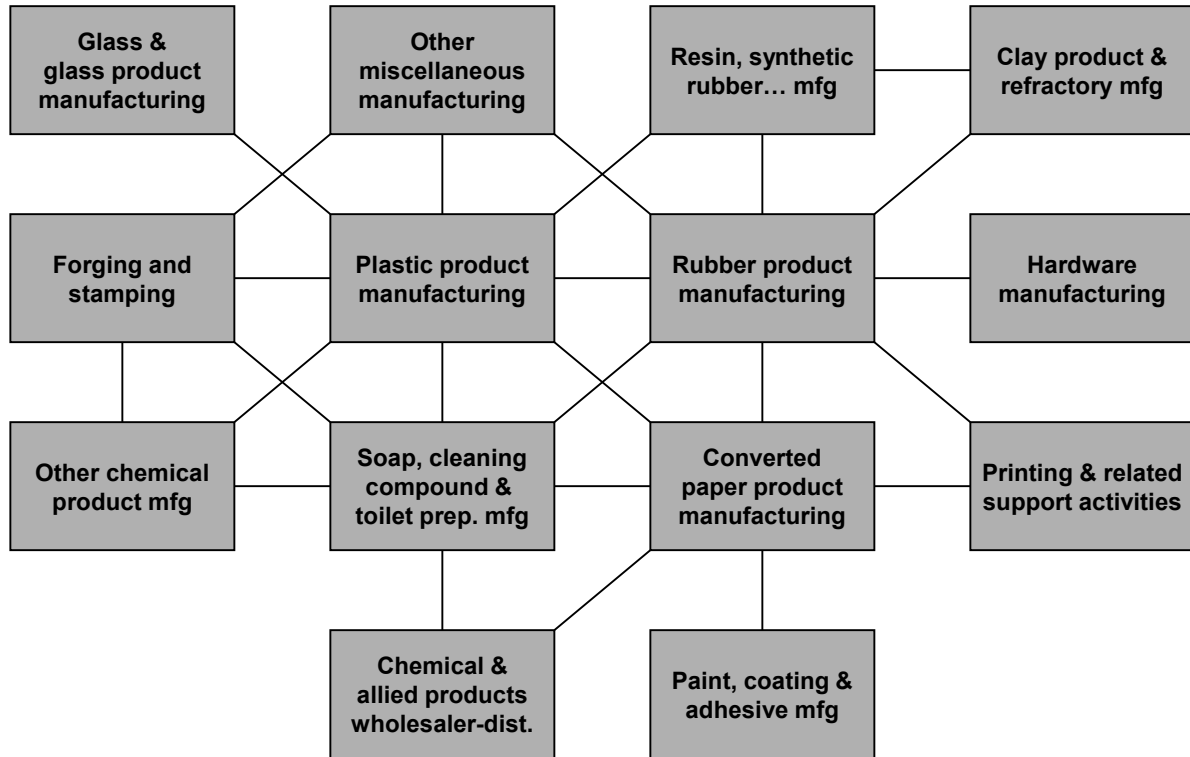 Glass &
glass product
manufacturing
Other
miscellaneous
manufacturing
Resin, synthetic
rubber… mfg
Clay product &
refractory mfg
Forging and
stamping
Plastic product
manufacturing
Rubber product
manufacturing
Hardware
manufacturing
Other chemical
product mfg
Soap, cleaning
compound &
toilet prep. mfg
Converted
paper product
manufacturing
Printing & related
support activities
Chemical &
allied products
wholesaler-dist.
Paint, coating &
adhesive mfg